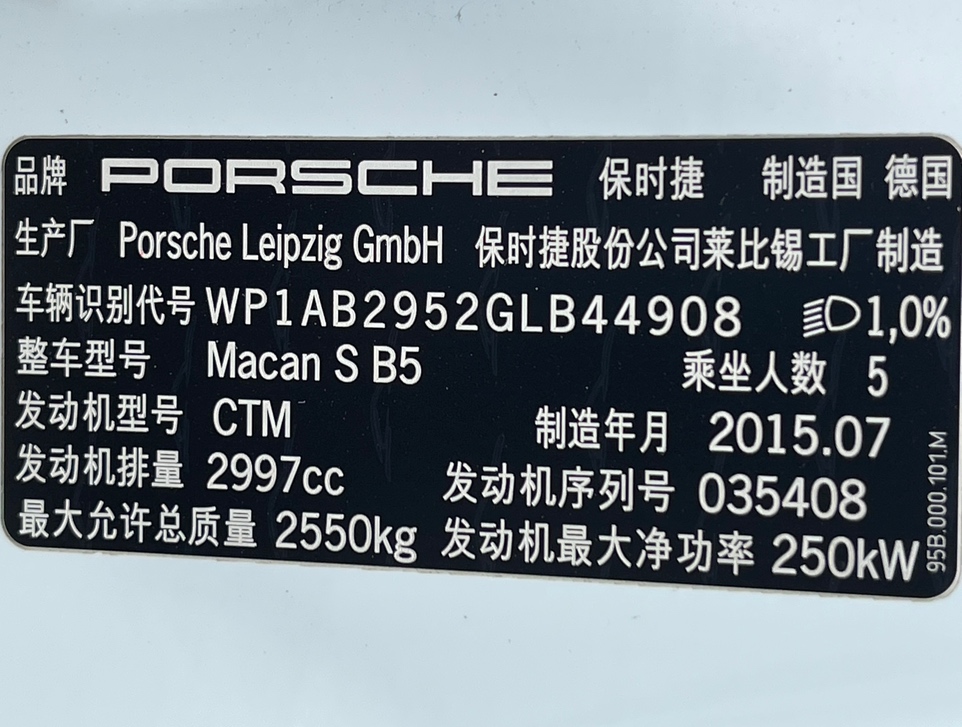 品牌 PORSCHE 保时捷 制造国 德国
生产厂 Porsche Leipzig GmbH 保时捷股份公司莱比锡工厂制造
车辆识别代号 WP1AB2952GLB44908 1,0%
整车型号 Macan S B5 乘坐人数 5
发动机型号 CTM 制造年月 2015.07
发动机排量 2997cc 发动机序列号 035408
最大允许总质量 2550kg 发动机最大净功率 250kW
95B.000.101.M